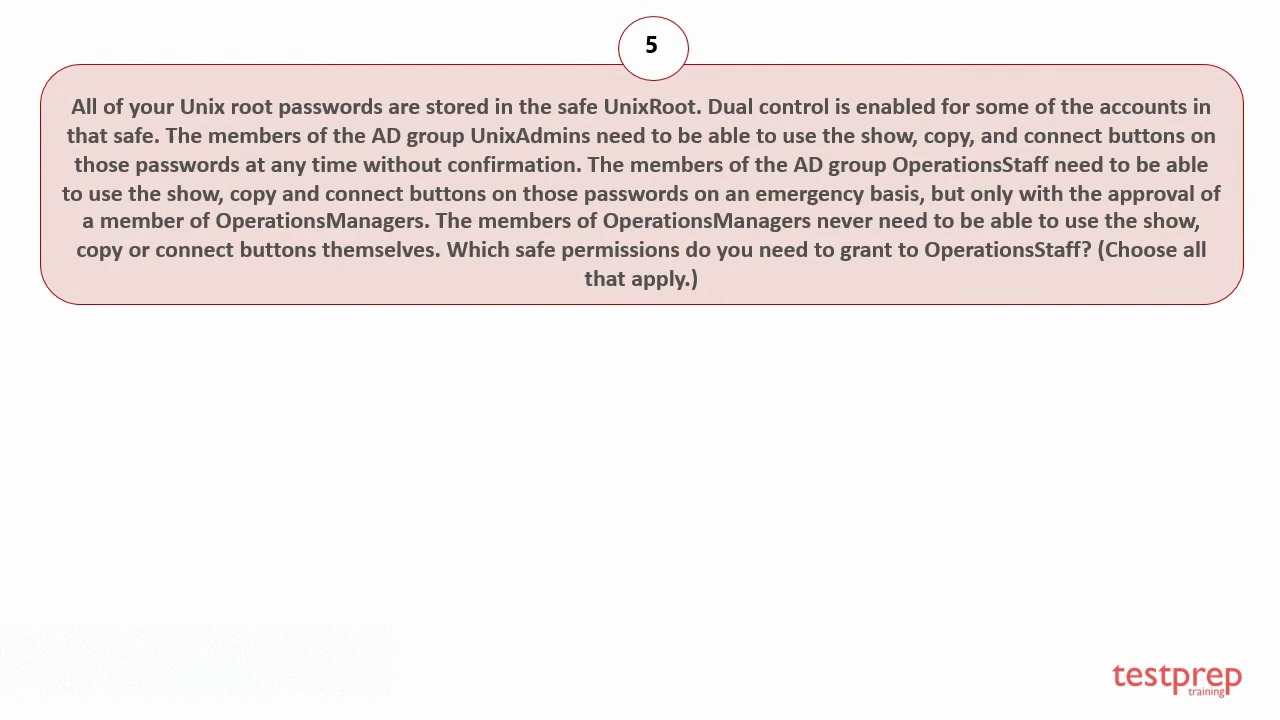 5
All of your Unix root passwords are stored in the safe UnixRoot. Dual control is enabled for some of the accounts in
that safe. The members of the AD group UnixAdmins need to be able to use the show, copy, and connect buttons on
those passwords at any time without confirmation. The members of the AD group OperationsStaff need to be able
to use the show, copy and connect buttons on those passwords on an emergency basis, but only with the approval of
a member of OperationsManagers. The members of OperationsManagers never need to be able to use the show,
copy or connect buttons themselves. Which safe permissions do you need to grant to OperationsStaff? (Choose all
that apply.)
testprep
training